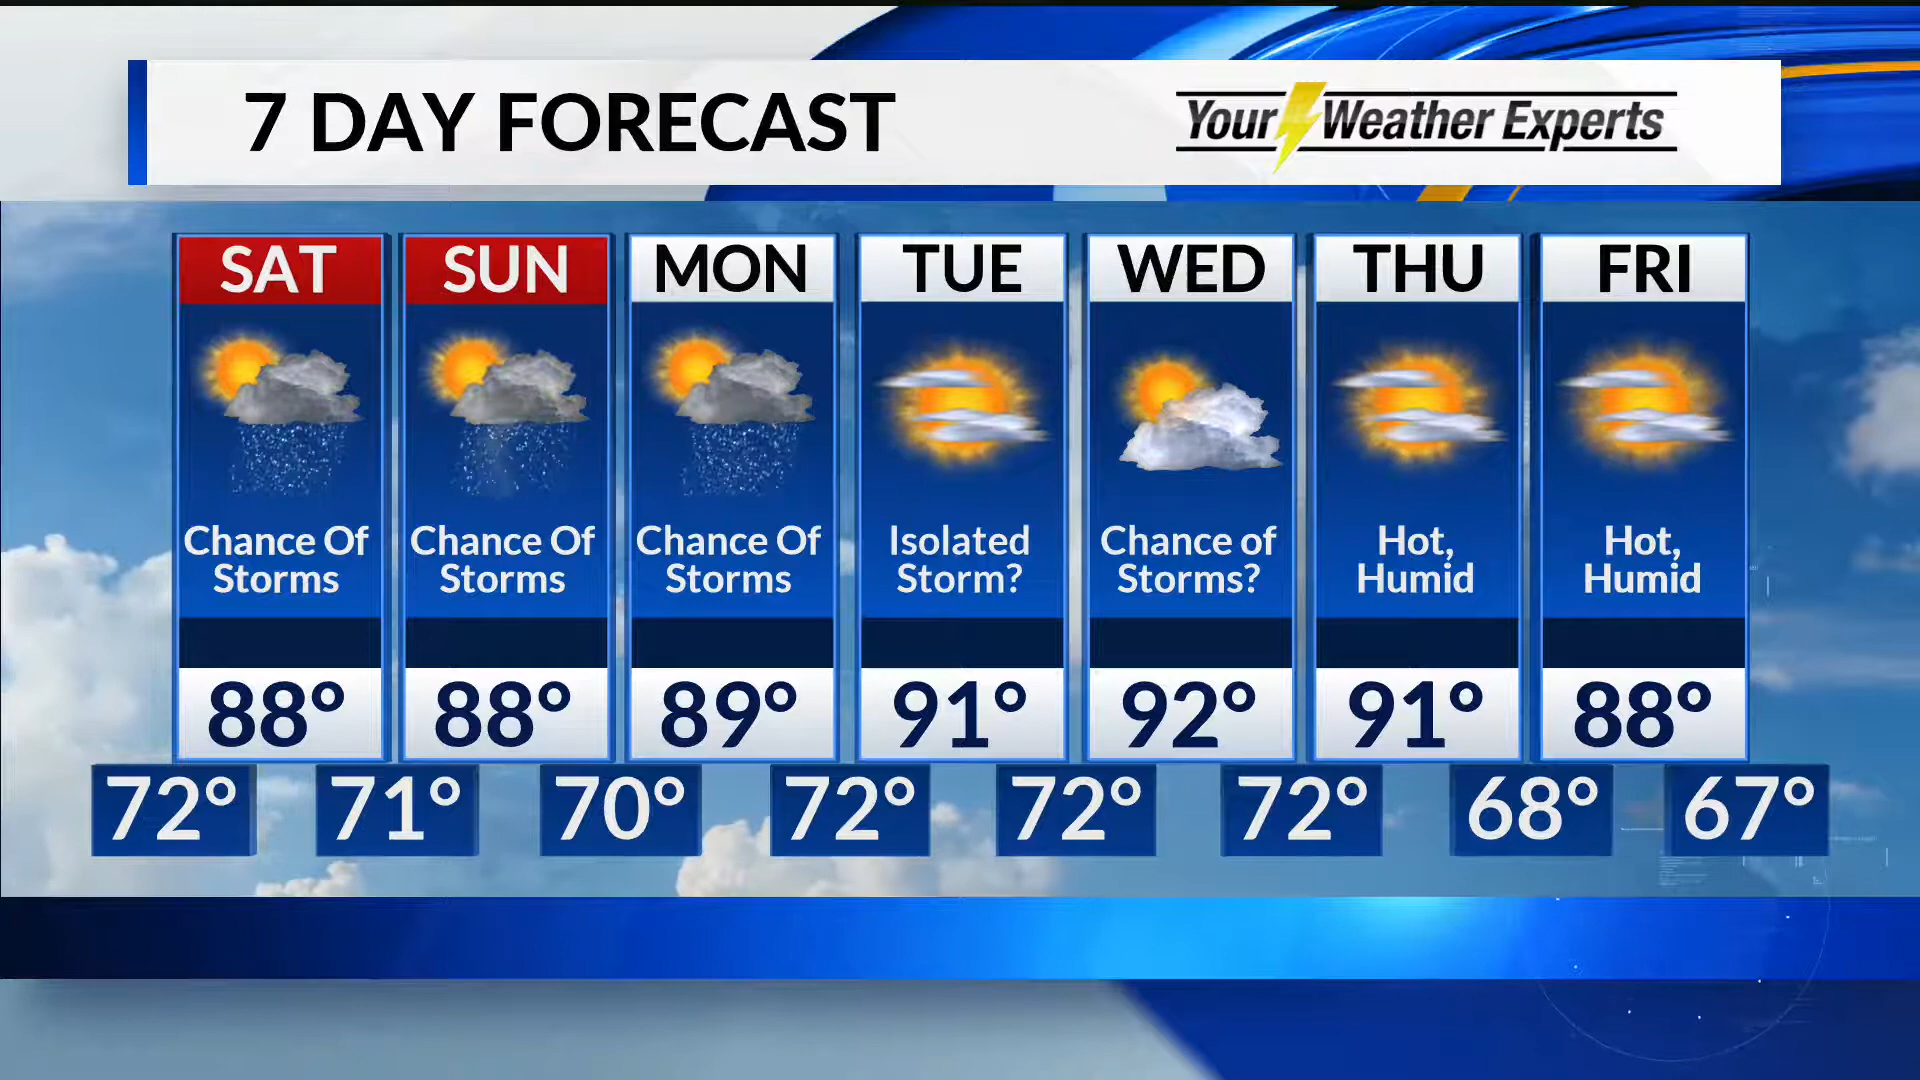 7 DAY FORECAST
Your Weather Experts
SAT SUN MON TUE WED THU FRI
Chance Of Chance Of Chance Of Isolated Chance of Hot, Hot,
Storms Storms Storms Storm? Storms? Humid Humid
88° 88° 89° 91° 92° 91° 88°
72° 71° 70° 72° 72° 72° 68° 67°